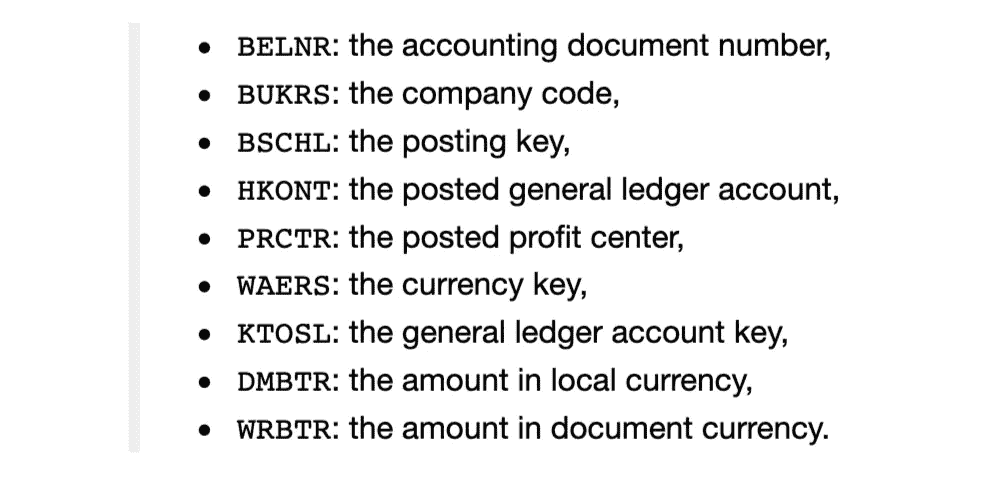 • BELNR: the accounting document number,
• BUKRS: the company code,
• BSCHL: the posting key,
• HKONT: the posted general ledger account,
• PRCTR: the posted profit center,
• WAERS: the currency key,
• KTOSL: the general ledger account key,
• DMBTR: the amount in local currency,
• WRBTR: the amount in document currency.